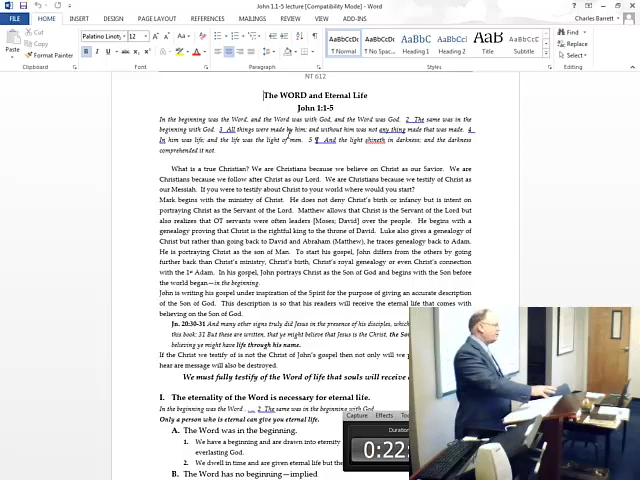 John 1.1-5 lecture [Compatibility Mode] - Word
FILE HOME INSERT DESIGN PAGE LAYOUT REFERENCES MAILINGS REVIEW VIEW ADD-INS
Charles Barrett
Paste
Cut
Copy
Format Painter
Clipboard
Palatino Linoty 12
Font
Paragraph
AaBbCcDc AaBbCcDc AaBbC AaBbCc AaB AaBbCcD
¶ Normal ¶ No Spac... Heading 1 Heading 2 Title Subtitle
Styles
Find
Replace
Select
Editing
NT 612
The WORD and Eternal Life
John 1:1-5
In the beginning was the Word, and the Word was with God, and the Word was God. 2 The same was in the
beginning with God. 3 All things were made by him; and without him was not any thing made that was made. 4
In him was life; and the life was the light of men. 5 ¶ And the light shineth in darkness; and the darkness
comprehended it not.
What is a true Christian? We are Christians because we believe on Christ as our Savior. We are
Christians because we follow after Christ as our Lord. We are Christians because we testify of Christ as
our Messiah. If you were to testify about Christ to your world where would you start?
Mark begins with the ministry of Christ. He does not deny Christ's birth or infancy but is intent on
portraying Christ as the Servant of the Lord. Matthew allows that Christ is the Servant of the Lord but
also realizes that OT servants were often leaders [Moses; David] over the people. He begins with a
genealogy proving that Christ is the rightful king to the throne of David. Luke also gives a genealogy of
Christ but rather than going back to David and Abraham (Matthew), he traces genealogy back to Adam.
He is portraying Christ as the son of Man. To start his gospel, John differs from the others by going
further back than Christ's ministry, Christ's birth, Christ's royal genealogy or even Christ's connection
with the 1st Adam. In his gospel, John portrays Christ as the Son of God and begins with the Son before
the world began—in the beginning.
John is writing his gospel under inspiration of the Spirit for the purpose of giving an accurate description
of the Son of God. This description is so that his readers will receive the eternal life that comes with
believing on the Son of God.
Jn. 20:30-31 And many other signs truly did Jesus in the presence of his disciples, whic
this book: 31 But these are written, that ye might believe that Jesus is the Christ, the
believing ye might have life through his name.
If the Christ we testify of is not the Christ of John's gospel then not only will we p
hear are message will also be destroyed.
We must fully testify of the Word of life that souls will receive
I. The eternality of the Word is necessary for eternal life.
In the beginning was the Word . ... 2 The same was in the beginning with God
Only a person who is eternal can give you eternal life.
A. The Word was in the beginning.
1. We have a beginning and are drawn into eternity
everlasting God.
2. We dwell in time and are given eternal life but the
B. The Word has no beginning—implied
Capture Effects Too
Duration
0:22